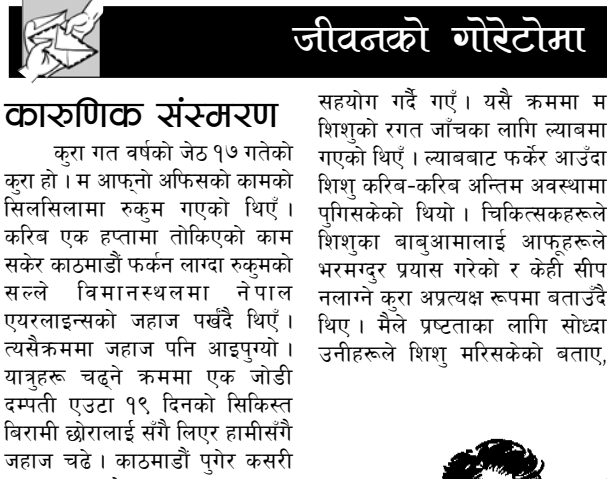 जीवनको गोरेटोमा
कारुणिक संस्मरण
कुरा गत वर्षको जेठ १७ गतेको
कुरा हो । म आफ्नो अफिसको कामको
सिलसिलामा रुकुम गएको थिएँ ।
करिब एक हप्तामा तोकिएको काम
सकेर काठमाडौं फर्कन लाग्दा रुकुमको
सल्ले विमानस्थलमा नेपाल
एयरलाइन्सको जहाज पर्खंदै थिएँ ।
त्यसैक्रममा जहाज पनि आइपुग्यो ।
यात्रुहरू चढ्ने क्रममा एक जोडी
दम्पती एउटा १९ दिनको सिकिस्त
बिरामी छोरालाई सँगै लिएर हामीसँगै
जहाज चढे । काठमाडौं पुगेर कसरी
सहयोग गर्दै गएँ । यसै क्रममा म
शिशुको रगत जाँचका लागि ल्याबमा
गएको थिएँ । ल्याबबाट फर्केर आउँदा
शिशु करिब-करिब अन्तिम अवस्थामा
पुगिसकेको थियो । चिकित्सकहरूले
शिशुका बाबुआमालाई आफूहरूले
भरमग्दुर प्रयास गरेको र केही सीप
नलाग्ने कुरा अप्रत्यक्ष रूपमा बताउँदै
थिए । मैले प्रष्टताका लागि सोध्दा
उनीहरूले शिशु मरिसकेको बताए,